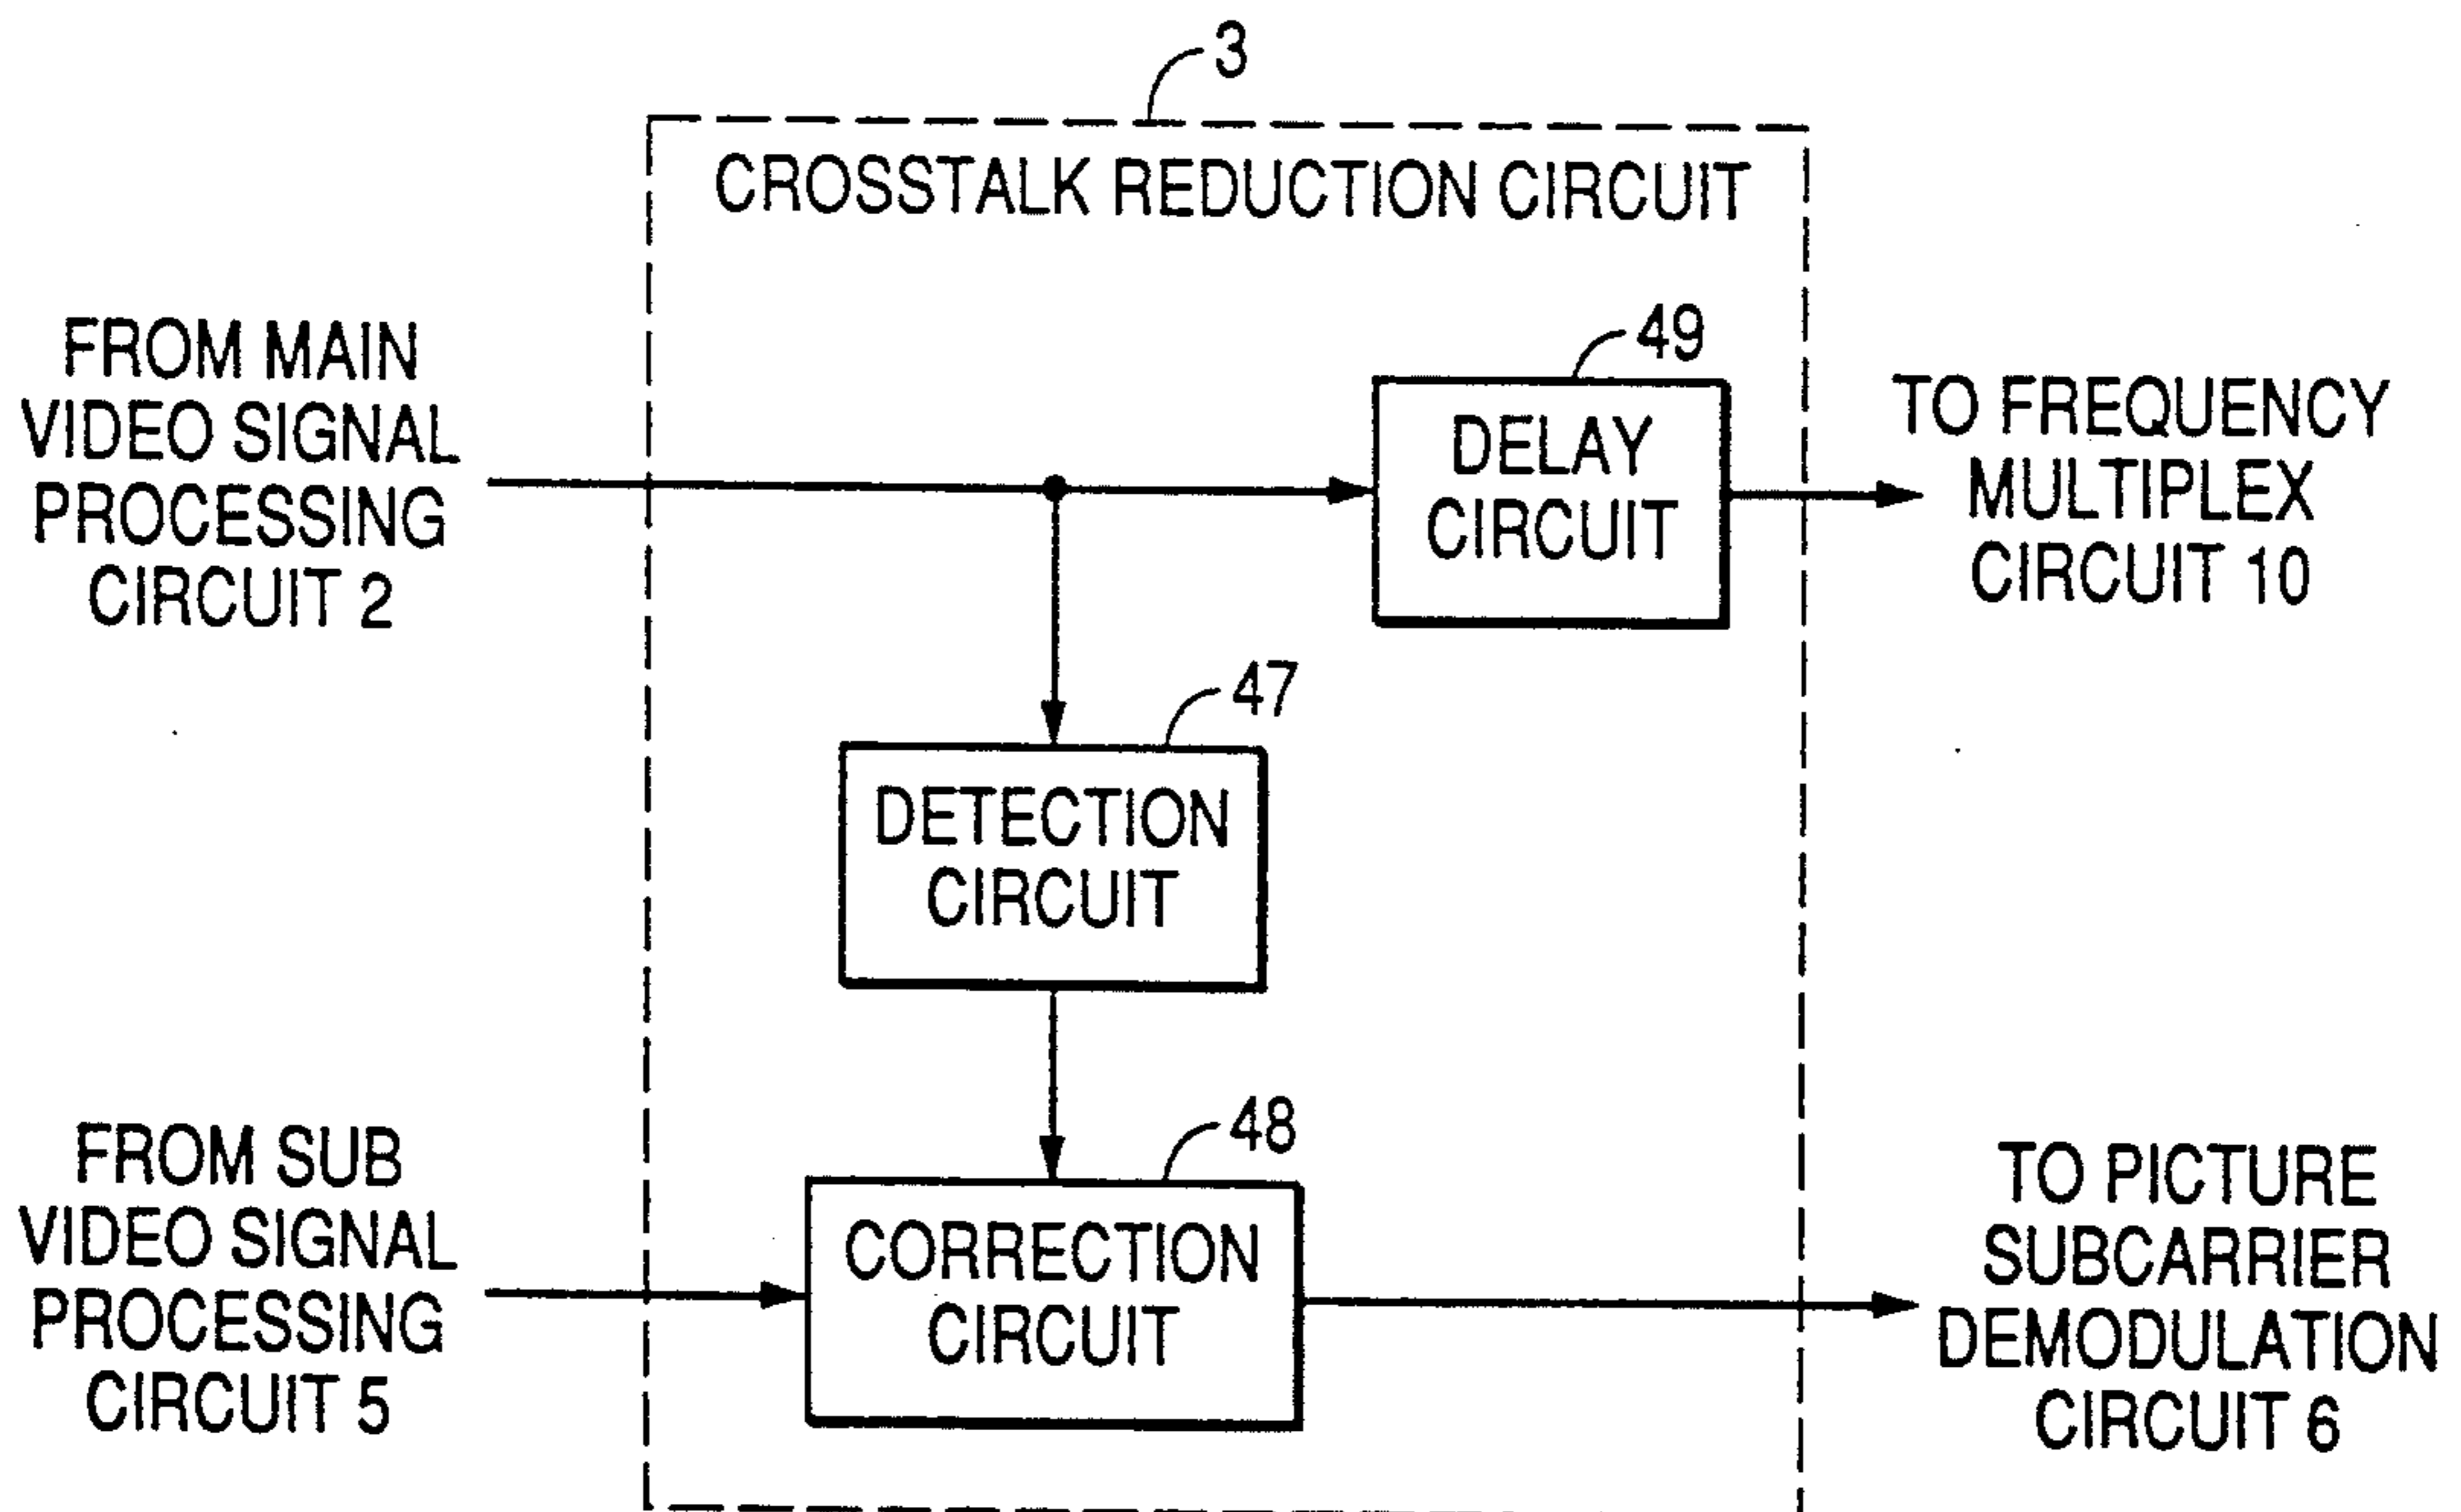 3
CROSSTALK REDUCTION CIRCUIT
FROM MAIN
VIDEO SIGNAL
PROCESSING
CIRCUIT 2
49
DELAY
CIRCUIT
TO FREQUENCY
MULTIPLEX
CIRCUIT 10
47
DETECTION
CIRCUIT
FROM SUB
VIDEO SIGNAL
PROCESSING
CIRCUIT 5
48
CORRECTION
CIRCUIT
TO PICTURE
SUBCARRIER
DEMODULATION
CIRCUIT 6